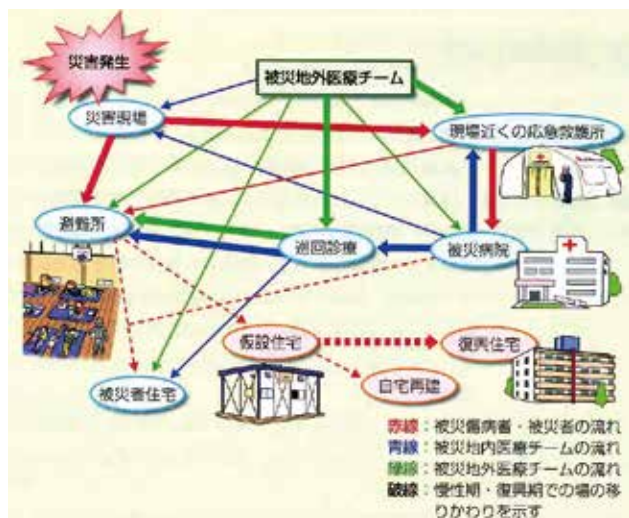 災害発生
被災地外医療チーム
災害現場
現場近くの応急救護所
避難所
巡回診療
被災病院
仮設住宅
復興住宅
被災者住宅
自宅再建
赤線：被災傷病者・被災者の流れ
青線：被災地内医療チームの流れ
緑線：被災地外医療チームの流れ
破線：慢性期・復興期での場の移
りかわりを示す